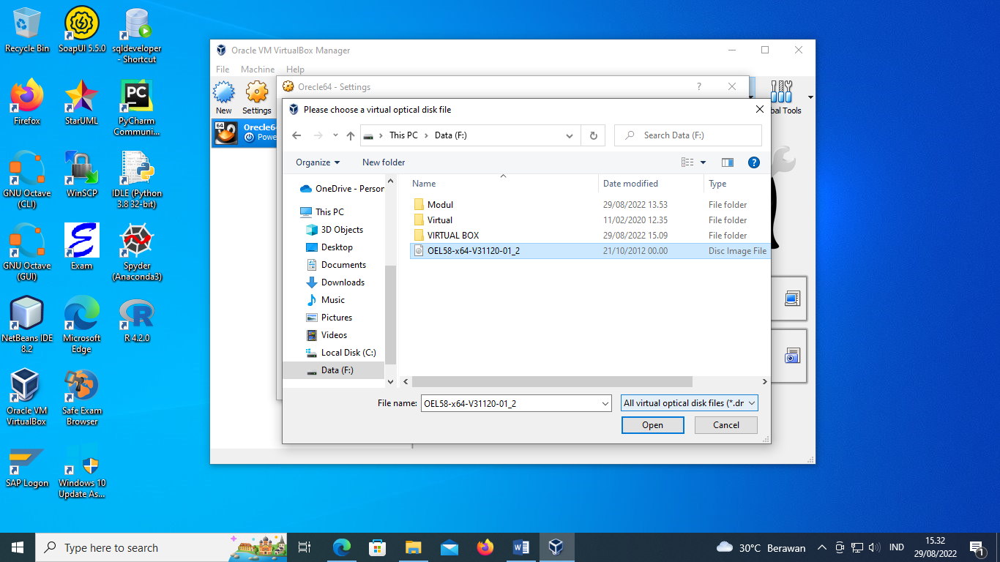 Recycle Bin
SoapUI 5.5.0
sqldeveloper
- Shortcut
Firefox
StarUML
PyCharm
Communi...
GNU Octave
(CLI)
WinSCP
IDLE (Python
3.8 32-bit)
GNU Octave
(GUI)
Exam
Spyder
(Anaconda3)
NetBeans IDE
8.2
Microsoft
Edge
R 4.2.0
Oracle VM
VirtualBox
Safe Exam
Browser
SAP Logon
Windows 10
Update As...
Oracle VM VirtualBox Manager
File Machine Help
New
Settings
bal Tools
64
Orecle64
Powe
Orecle64 - Settings
?
Please choose a virtual optical disk file
This PC > Data (F:)
Search Data (F:)
Organize
New folder
?
OneDrive - Person
This PC
3D Objects
Desktop
Documents
Downloads
Music
Pictures
Videos
Local Disk (C:)
Data (F:)
Name Date modified Type
Modul 29/08/2022 13.53 File folder
Virtual 11/02/2020 12.35 File folder
VIRTUAL BOX 29/08/2022 15.09 File folder
OEL58-x64-V31120-01_2 21/10/2012 00.00 Disc Image File
File name: OEL58-x64-V31120-01_2
All virtual optical disk files (*.dr
Open
Cancel
Type here to search
30°C Berawan
IND
15.32
29/08/2022
1